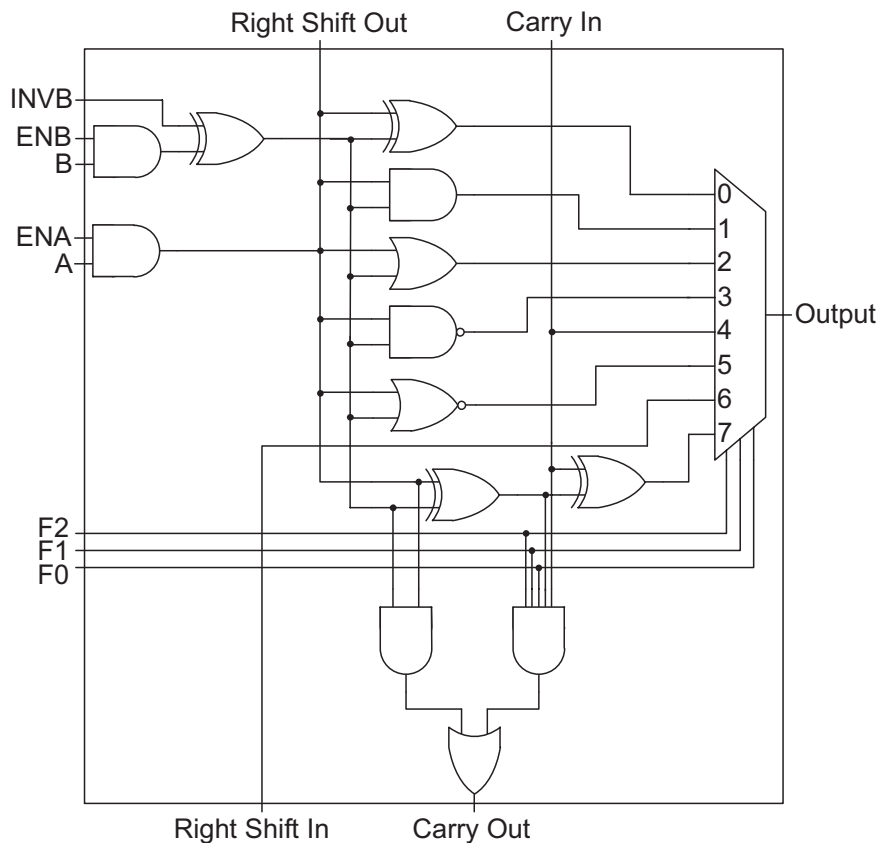 Right Shift Out
Carry In
INVB
ENB
B
ENA
A
0
1
2
3
4
5
6
7
Output
F2
F1
F0
Right Shift In
Carry Out